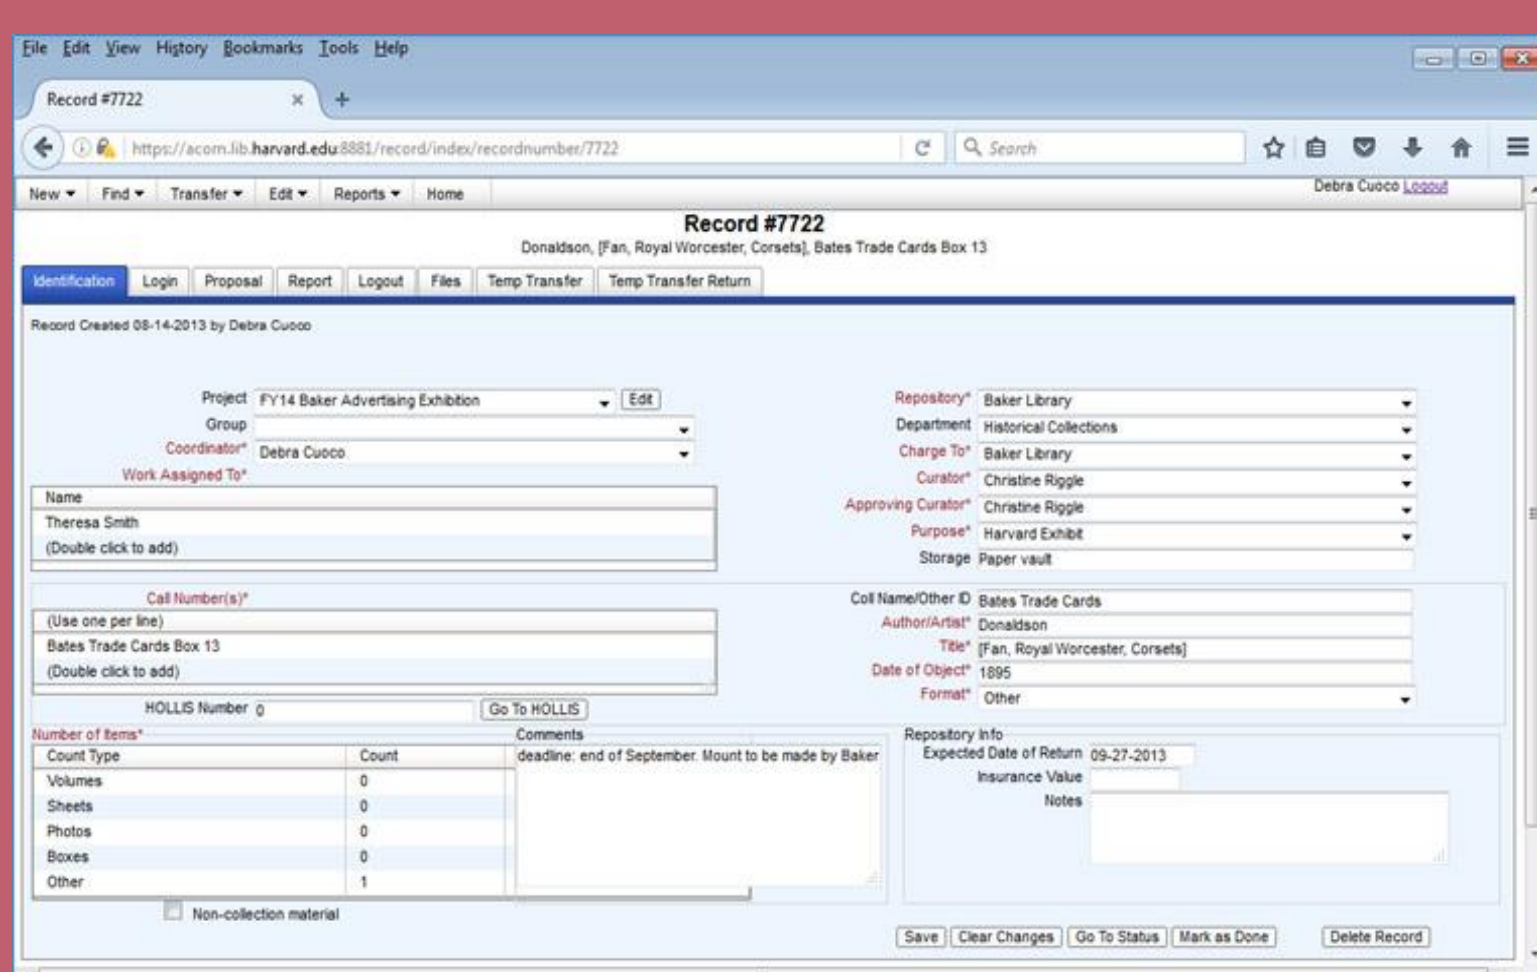 File Edit View History Bookmarks Tools Help
Record #7722
https://acorn.lib.harvard.edu:8881/record/index/recordnumber/7722 Search
New Find Transfer Edit Reports Home Debra Cuoco Logout
Record #7722
Donaldson, [Fan, Royal Worcester, Corsets], Bates Trade Cards Box 13
Identification Login Proposal Report Logout Files Temp Transfer Temp Transfer Return
Record Created 08-14-2013 by Debra Cuoco
Project FY14 Baker Advertising Exhibition Edit
Group
Coordinator* Debra Cuoco
Work Assigned To*
Name
Theresa Smith
(Double click to add)
Repository* Baker Library
Department Historical Collections
Charge To* Baker Library
Curator* Christine Riggle
Approving Curator* Christine Riggle
Purpose* Harvard Exhibit
Storage Paper vault
Call Number(s)*
(Use one per line)
Bates Trade Cards Box 13
(Double click to add)
HOLLIS Number 0 Go To HOLLIS
Coll Name/Other ID Bates Trade Cards
Author/Artist* Donaldson
Title* [Fan, Royal Worcester, Corsets]
Date of Object* 1895
Format* Other
Number of Items*
Count Type Count
Volumes 0
Sheets 0
Photos 0
Boxes 0
Other 1
Comments
deadline: end of September. Mount to be made by Baker
Repository Info
Expected Date of Return 09-27-2013
Insurance Value
Notes
Non-collection material
Save Clear Changes Go To Status Mark as Done Delete Record